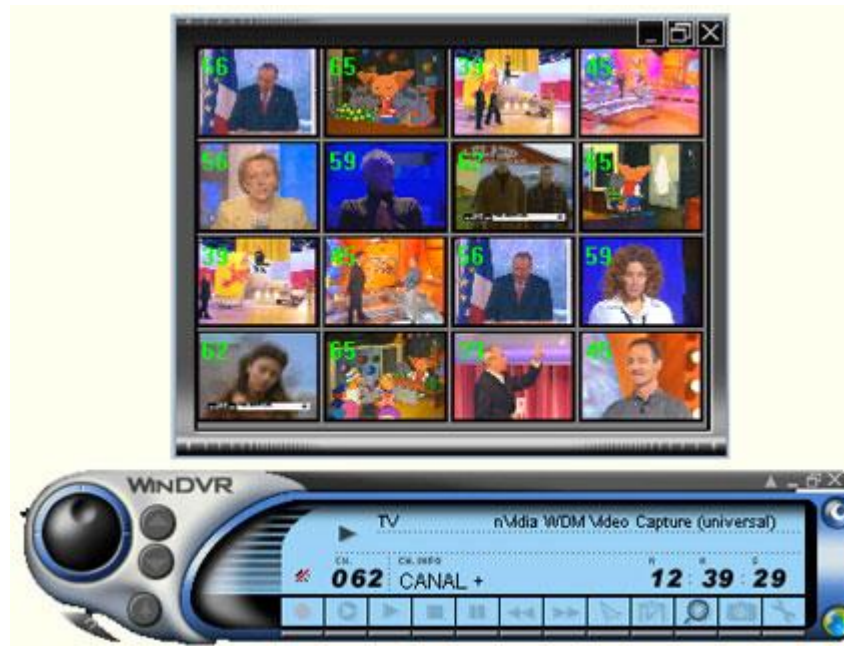 56 65 39 45
56 59 62 65
39 45 56 59
62 65 39 45
WINDVR
TV nVidia WDM Video Capture (universal)
CH. CH. INFO H M S
062 CANAL + 12 : 39 : 29